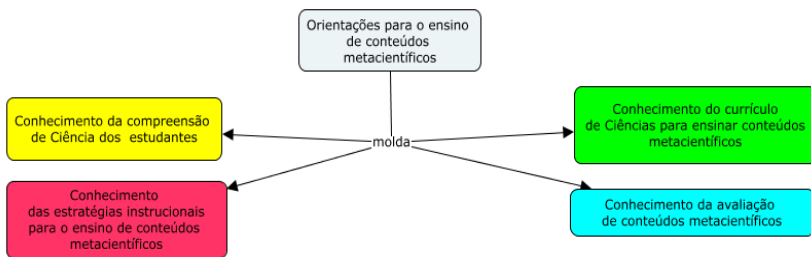 Orientações para o ensino
de conteúdos
metacientíficos
Conhecimento da compreensão
de Ciência dos estudantes
molda
Conhecimento do currículo
de Ciências para ensinar conteúdos
metacientíficos
Conhecimento
das estratégias instrucionais
para o ensino de conteúdos
metacientíficos
Conhecimento da avaliação
de conteúdos metacientíficos